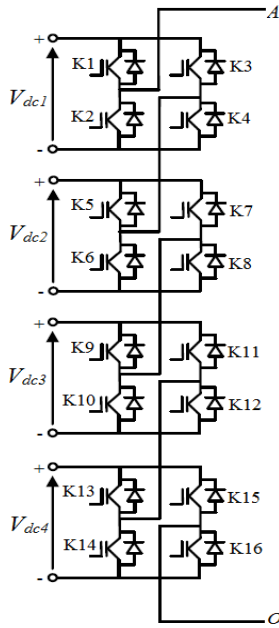 A
+
K1 K3
Vdc1
K2 K4
-
+
K5 K7
Vdc2
K6 K8
-
+
K9 K11
Vdc3
K10 K12
-
+
K13 K15
Vdc4
K14 K16
-